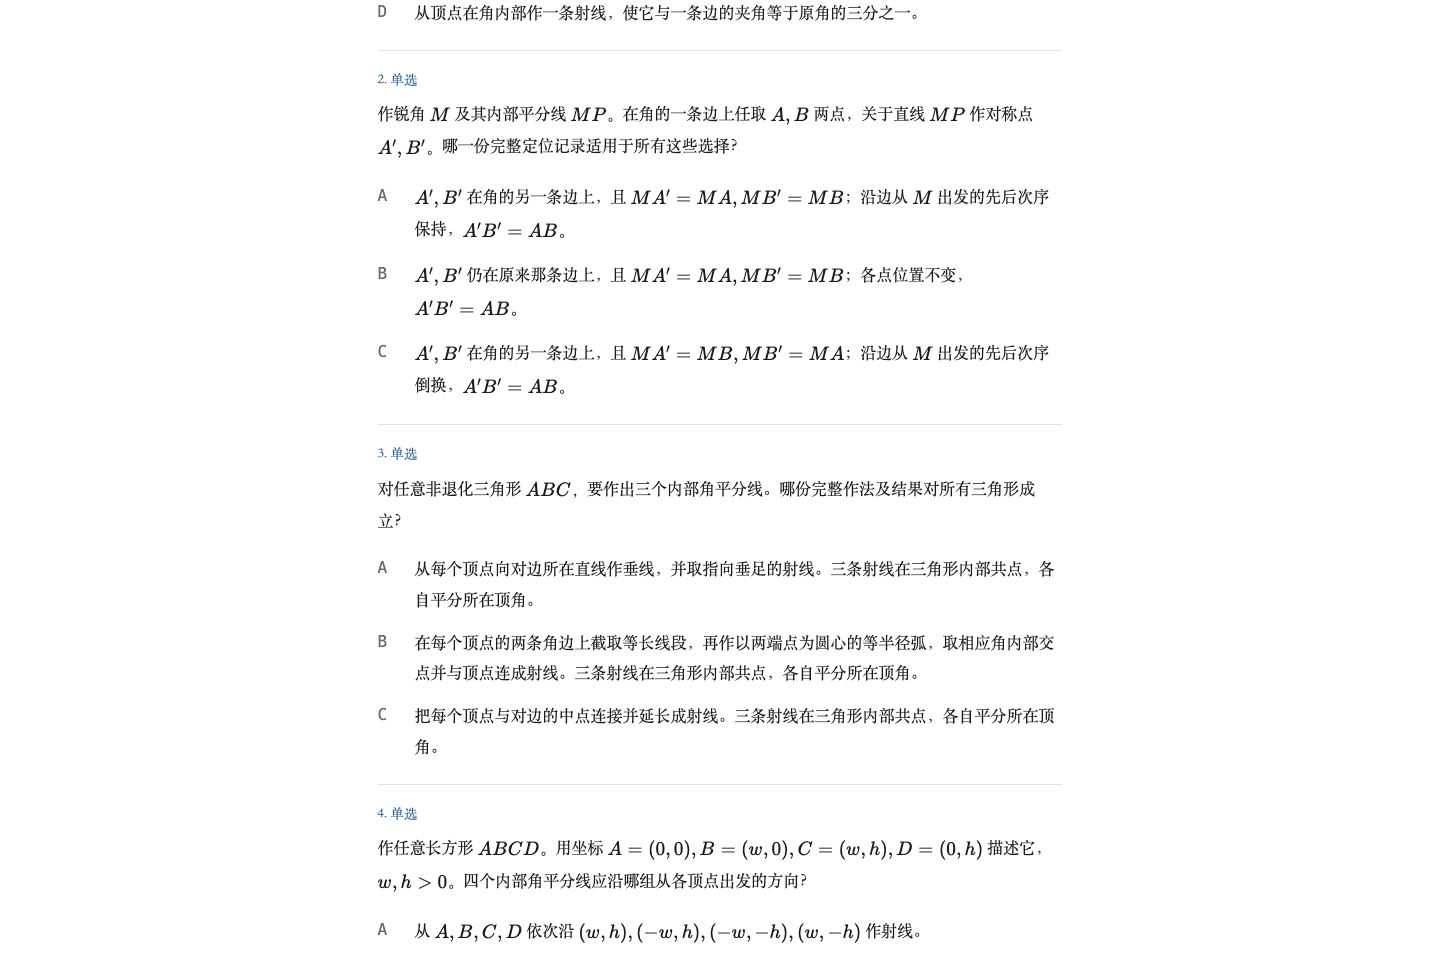 D 从顶点在角内部作一条射线，使它与一条边的夹角等于原角的三分之一。
2. 单选
作锐角 M 及其内部平分线 MP。在角的一条边上任取 A, B 两点，关于直线 MP 作对称点
A′, B′。哪一份完整定位记录适用于所有这些选择？
A A′, B′ 在角的另一条边上，且 MA′ = MA, MB′ = MB；沿边从 M 出发的先后次序
保持，A′B′ = AB。
B A′, B′ 仍在原来那条边上，且 MA′ = MA, MB′ = MB；各点位置不变，
A′B′ = AB。
C A′, B′ 在角的另一条边上，且 MA′ = MB, MB′ = MA；沿边从 M 出发的先后次序
倒换，A′B′ = AB。
3. 单选
对任意非退化三角形 ABC，要作出三个内部角平分线。哪份完整作法及结果对所有三角形成
立？
A 从每个顶点向对边所在直线作垂线，并取指向垂足的射线。三条射线在三角形内部共点，各
自平分所在顶角。
B 在每个顶点的两条角边上截取等长线段，再作以两端点为圆心的等半径弧，取相应角内部交
点并与顶点连成射线。三条射线在三角形内部共点，各自平分所在顶角。
C 把每个顶点与对边的中点连接并延长成射线。三条射线在三角形内部共点，各自平分所在顶
角。
4. 单选
作任意长方形 ABCD。用坐标 A = (0, 0), B = (w, 0), C = (w, h), D = (0, h) 描述它，
w, h > 0。四个内部角平分线应沿哪组从各顶点出发的方向？
A 从 A, B, C, D 依次沿 (w, h), (−w, h), (−w, −h), (w, −h) 作射线。